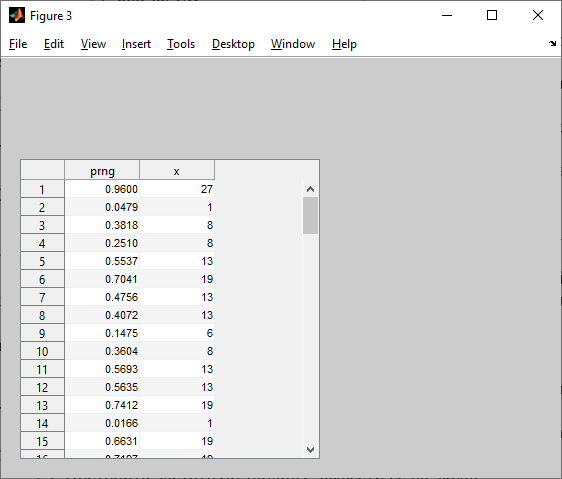 Figure 3
File Edit View Insert Tools Desktop Window Help
prng x
1 0.9600 27
2 0.0479 1
3 0.3818 8
4 0.2510 8
5 0.5537 13
6 0.7041 19
7 0.4756 13
8 0.4072 13
9 0.1475 6
10 0.3604 8
11 0.5693 13
12 0.5635 13
13 0.7412 19
14 0.0166 1
15 0.6631 19